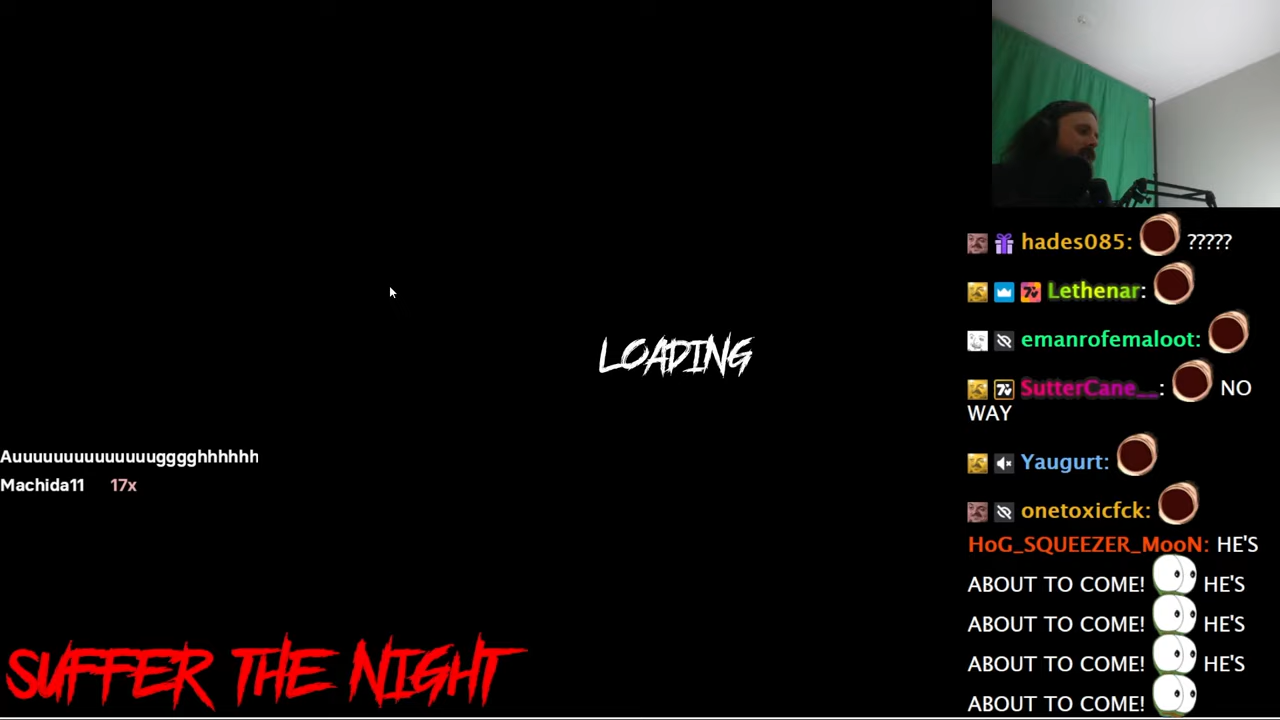 LOADING
Auuuuuuuuuuuuuugggghhhhhh
Machida11 17x
SUFFER THE NIGHT
hades085: ?????
Lethenar:
emanrofemaloot:
SutterCane__: NO
WAY
Yaugurt:
onetoxicfck:
HoG_SQUEEZER_MooN: HE'S
ABOUT TO COME! HE'S
ABOUT TO COME! HE'S
ABOUT TO COME! HE'S
ABOUT TO COME!